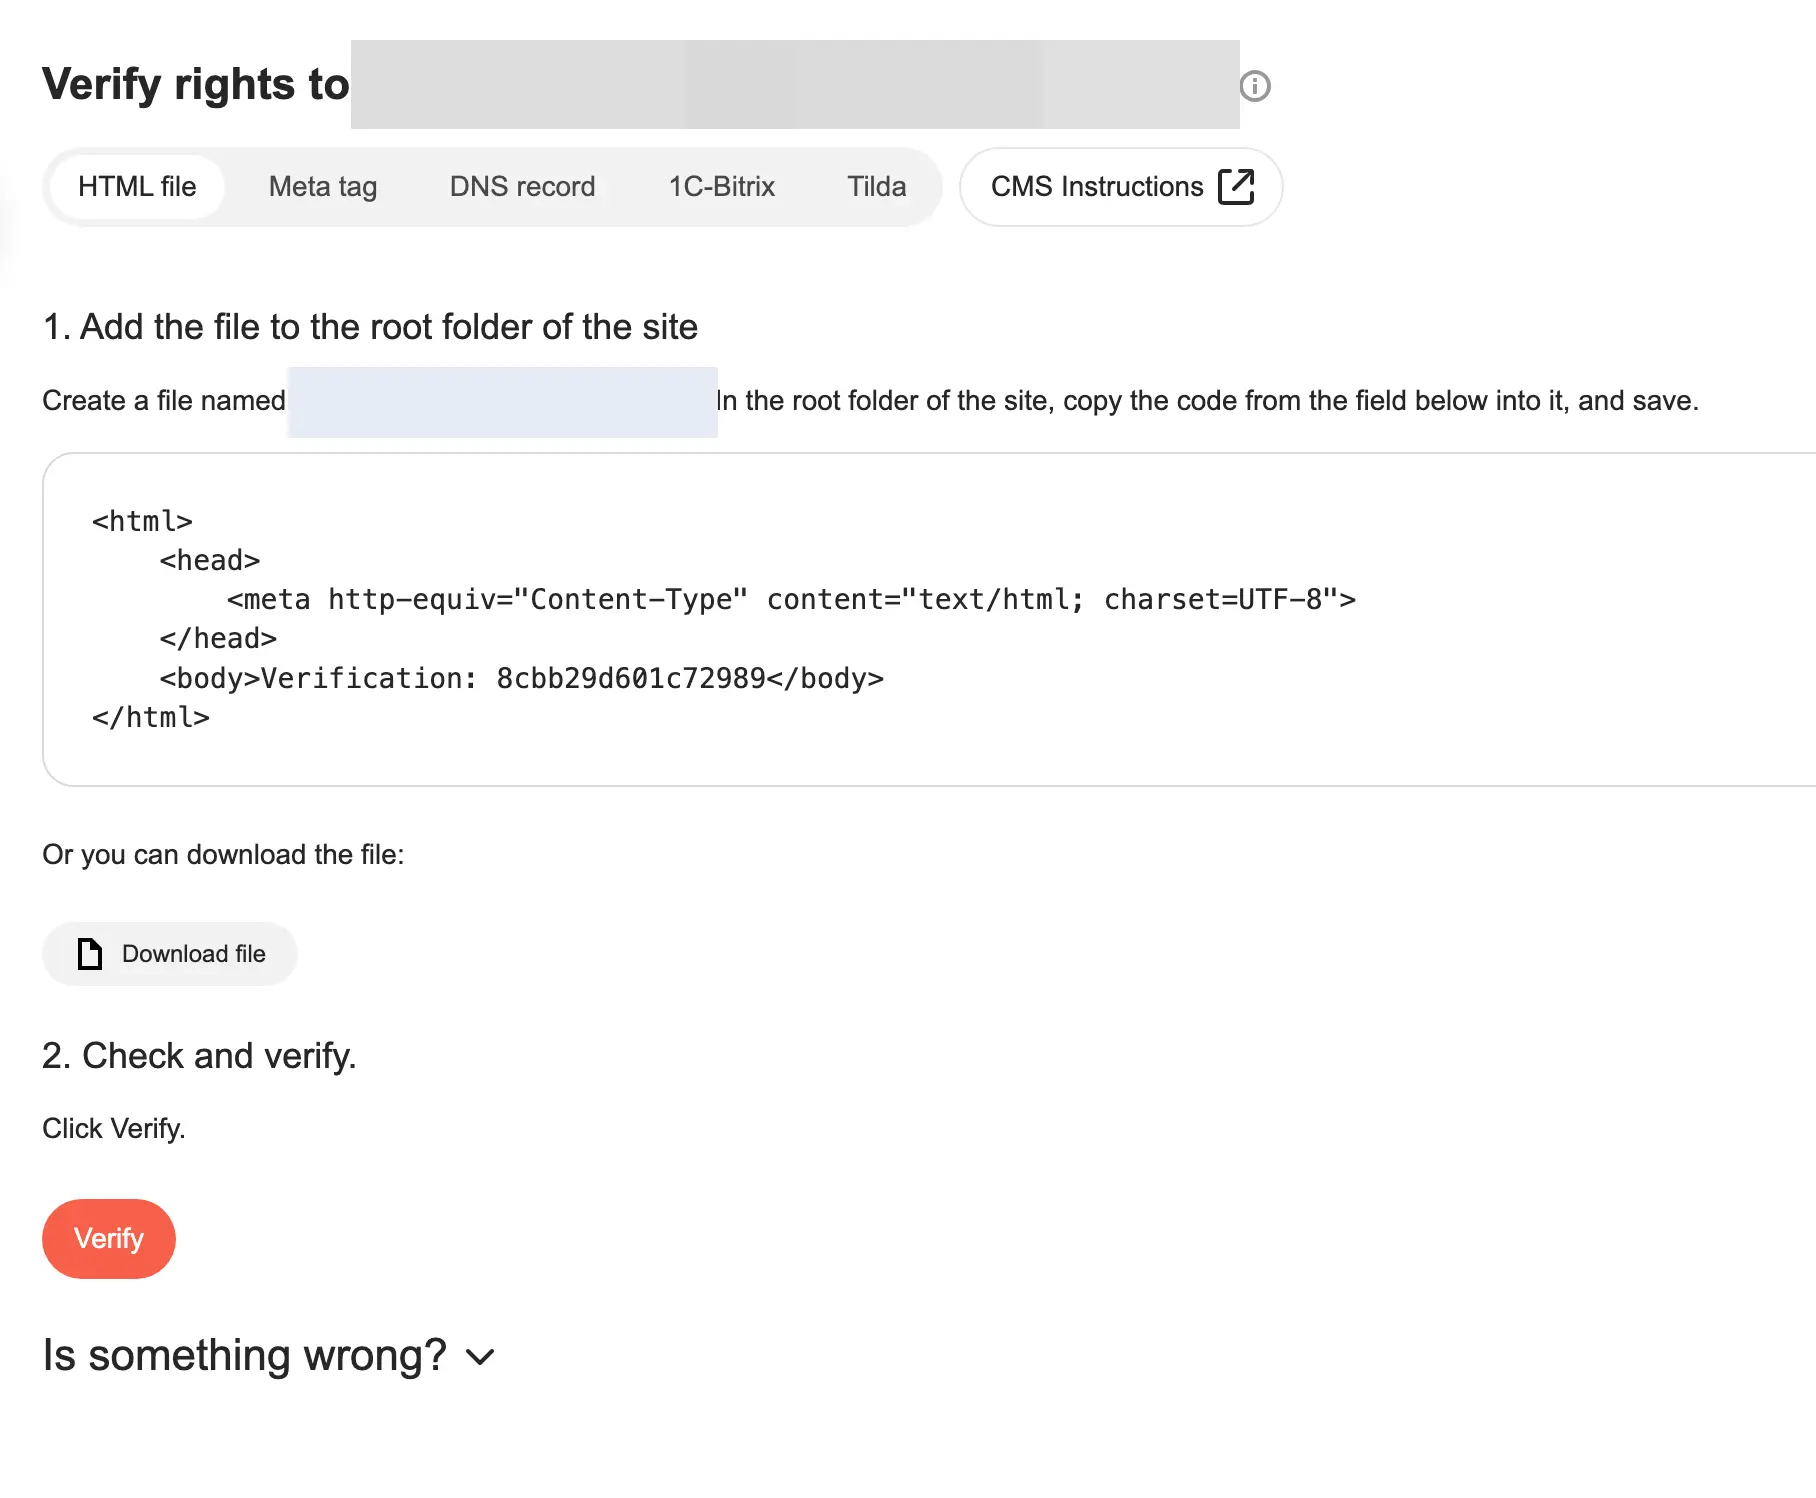 Verify rights to
HTML file Meta tag DNS record 1C-Bitrix Tilda CMS Instructions
1. Add the file to the root folder of the site
Create a file named In the root folder of the site, copy the code from the field below into it, and save.
<html>
    <head>
        <meta http-equiv="Content-Type" content="text/html; charset=UTF-8">
    </head>
    <body>Verification: 8cbb29d601c72989</body>
</html>
Or you can download the file:
Download file
2. Check and verify.
Click Verify.
Verify
Is something wrong?